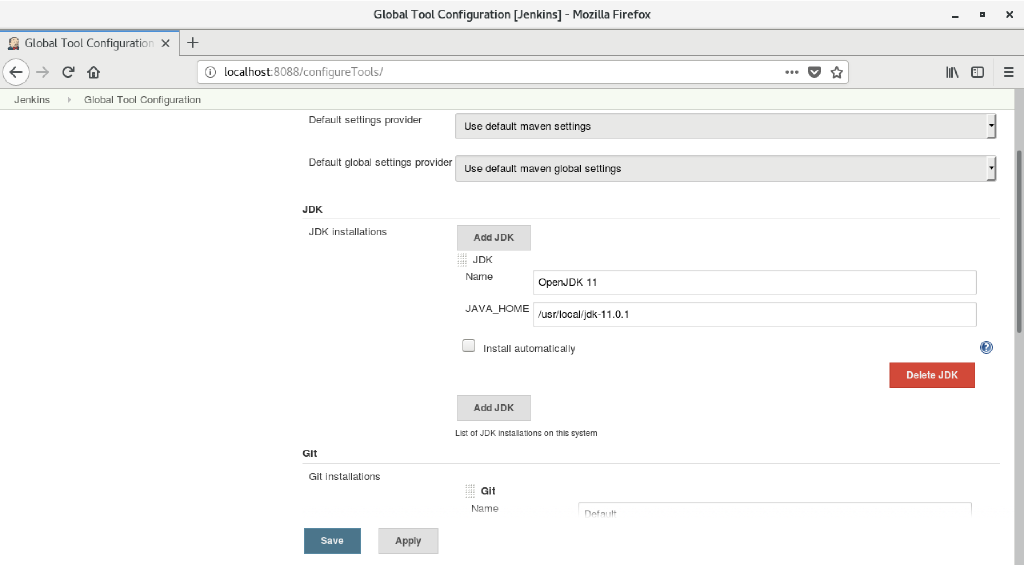 Global Tool Configuration [Jenkins] - Mozilla Firefox
Global Tool Configuration
localhost:8088/configureTools/
Jenkins Global Tool Configuration
Default settings provider
Use default maven settings
Default global settings provider
Use default maven global settings
JDK
JDK installations
Add JDK
JDK
Name
OpenJDK 11
JAVA_HOME
/usr/local/jdk-11.0.1
Install automatically
Delete JDK
Add JDK
List of JDK installations on this system
Git
Git installations
Git
Name
Default
Save Apply